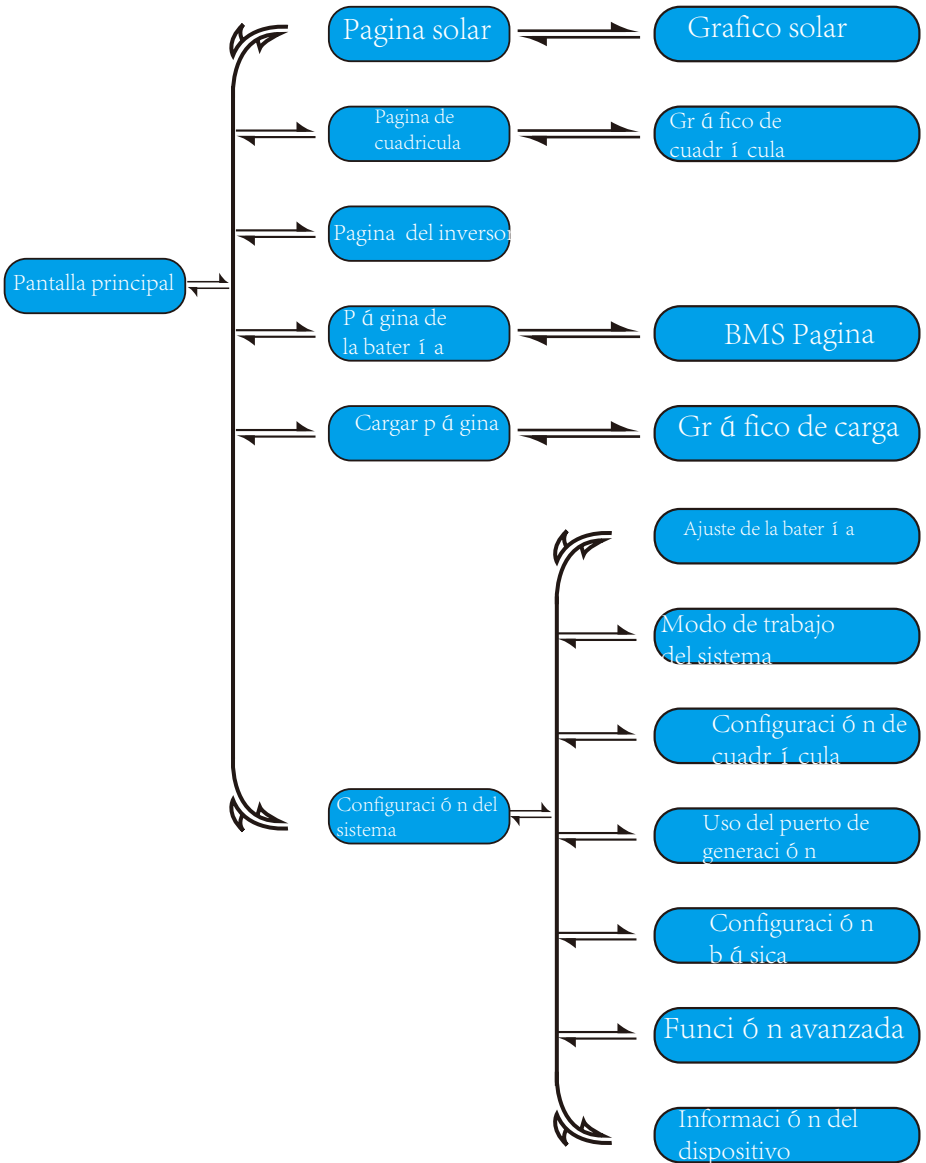 Pagina solar
Grafico solar
Pagina de
cuadricula
Gr á fico de
cuadr í cula
Pagina del inversor
Pantalla principal
P á gina de
la bater í a
BMS Pagina
Cargar p á gina
Gr á fico de carga
Ajuste de la bater í a
Modo de trabajo
del sistema
Configuraci ó n de
cuadr í cula
Configuraci ó n del
sistema
Uso del puerto de
generaci ó n
Configuraci ó n
b á sica
Funci ó n avanzada
Informaci ó n del
dispositivo